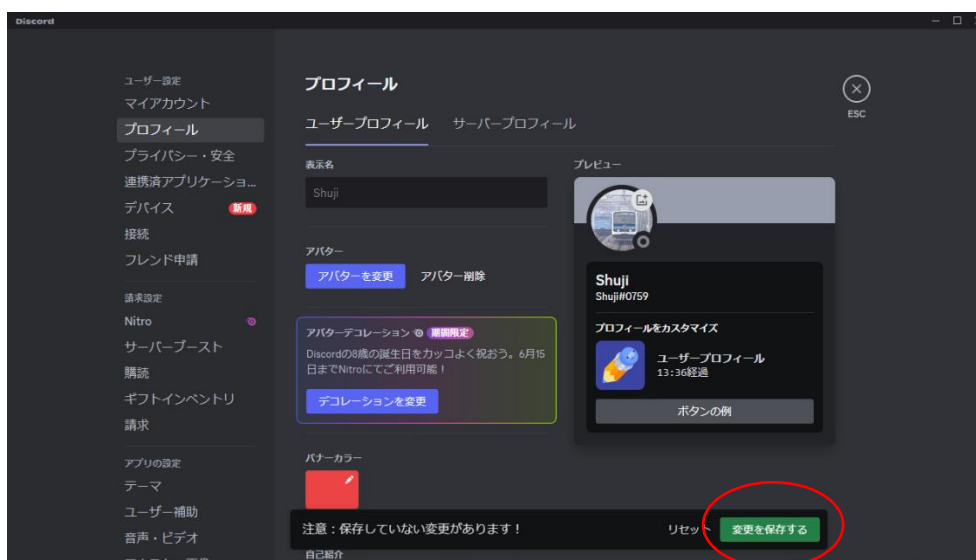 Discord
ユーザー設定
マイアカウント
プロフィール
プライバシー・安全
連携済アプリケーショ...
デバイス 新規
接続
フレンド申請
請求設定
Nitro
サーバーブースト
購読
ギフトインベントリ
請求
アプリの設定
テーマ
ユーザー補助
音声・ビデオ
プロフィール
ユーザープロフィール サーバープロフィール
ESC
表示名
Shuji
アバター
アバターを変更 アバター削除
アバターデコレーション 期間限定
Discordの8歳の誕生日をカッコよく祝おう。6月15
日までNitroにてご利用可能！
デコレーションを変更
バナーカラー
プレビュー
Shuji
Shuji#0759
プロフィールをカスタマイズ
ユーザープロフィール
13:36経過
ボタンの例
注意：保存していない変更があります！ リセット 変更を保存する
自己紹介